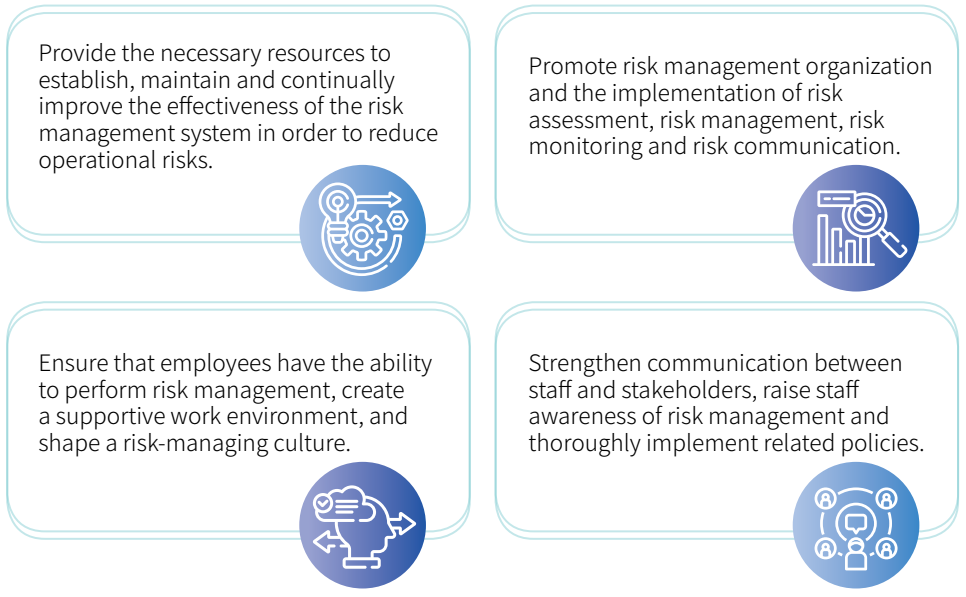 Provide the necessary resources to
establish, maintain and continually
improve the effectiveness of the risk
management system in order to reduce
operational risks.
Promote risk management organization
and the implementation of risk
assessment, risk management, risk
monitoring and risk communication.
Ensure that employees have the ability
to perform risk management, create
a supportive work environment, and
shape a risk-managing culture.
Strengthen communication between
staff and stakeholders, raise staff
awareness of risk management and
thoroughly implement related policies.